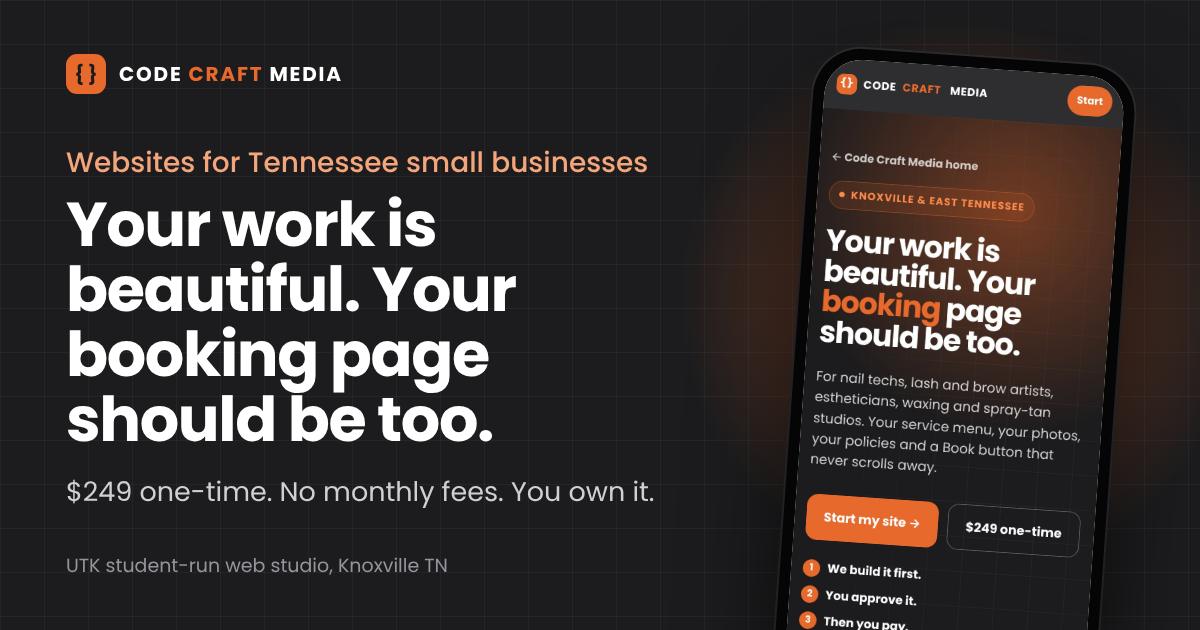 {} CODE CRAFT MEDIA
Websites for Tennessee small businesses
Your work is
beautiful. Your
booking page
should be too.
$249 one-time. No monthly fees. You own it.
UTK student-run web studio, Knoxville TN
{} CODE CRAFT MEDIA
Start
← Code Craft Media home
• KNOXVILLE & EAST TENNESSEE
Your work is
beautiful. Your
booking page
should be too.
For nail techs, lash and brow artists,
estheticians, waxing and spray-tan
studios. Your service menu, your photos,
your policies and a Book button that
never scrolls away.
Start my site →
$249 one-time
1 We build it first.
2 You approve it.
3 Then you pay.